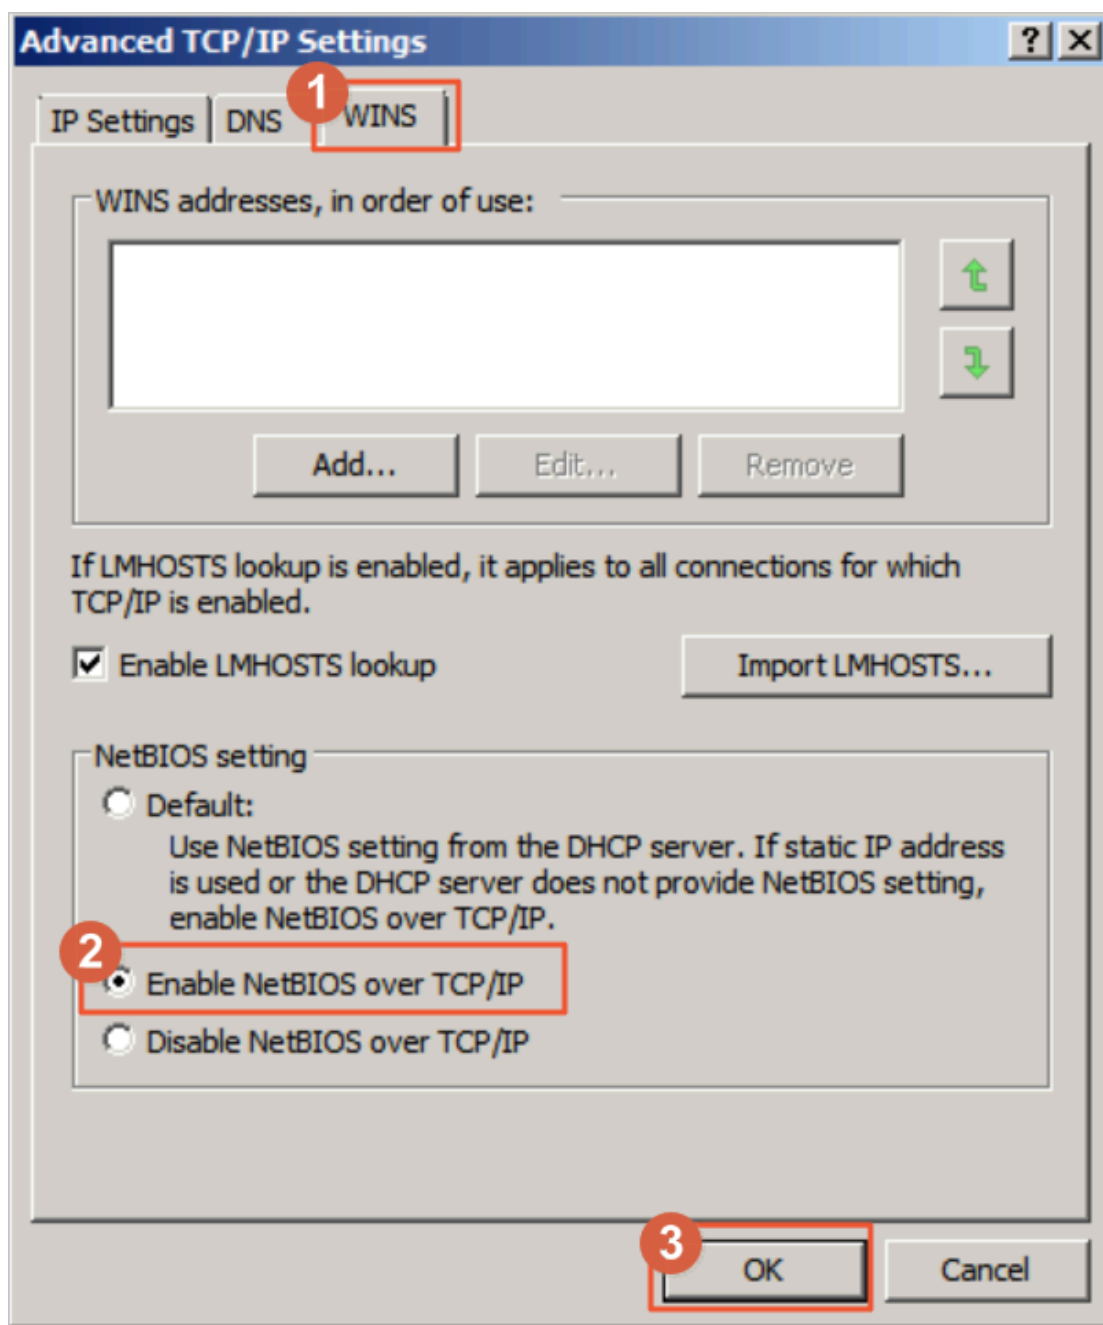 Advanced TCP/IP Settings
1
IP Settings DNS WINS
WINS addresses, in order of use:
Add... Edit... Remove
If LMHOSTS lookup is enabled, it applies to all connections for which
TCP/IP is enabled.
Enable LMHOSTS lookup Import LMHOSTS...
NetBIOS setting
Default:
Use NetBIOS setting from the DHCP server. If static IP address
is used or the DHCP server does not provide NetBIOS setting,
enable NetBIOS over TCP/IP.
2
Enable NetBIOS over TCP/IP
Disable NetBIOS over TCP/IP
3
OK Cancel